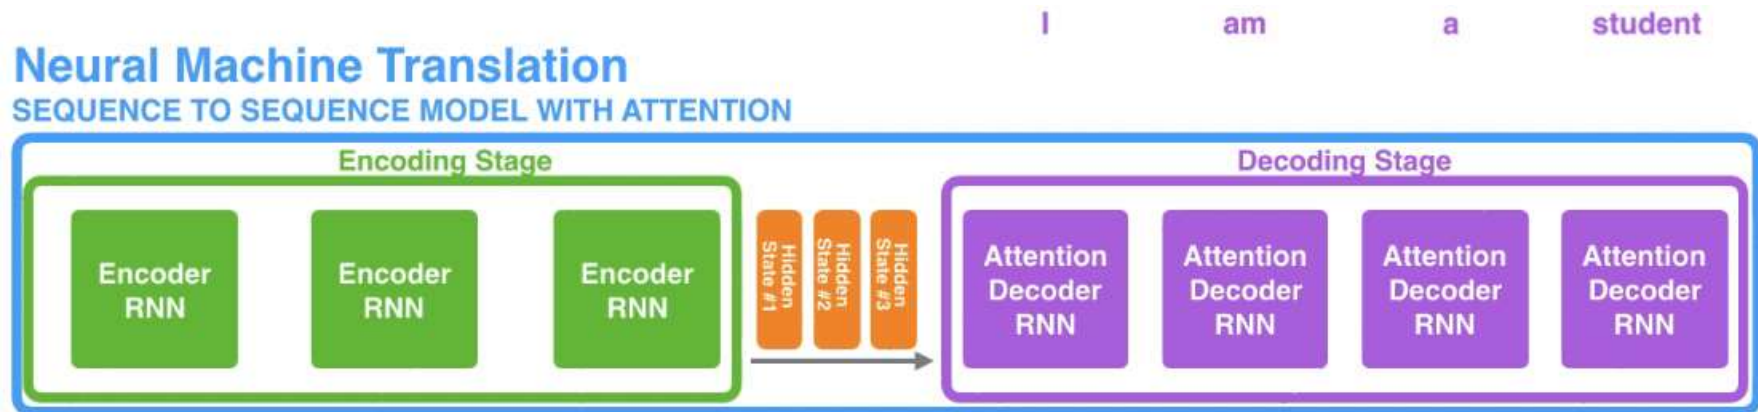 I am a student
Neural Machine Translation
SEQUENCE TO SEQUENCE MODEL WITH ATTENTION
Encoding Stage
Encoder
RNN
Encoder
RNN
Encoder
RNN
Hidden
State #1
Hidden
State #2
Hidden
State #3
Decoding Stage
Attention
Decoder
RNN
Attention
Decoder
RNN
Attention
Decoder
RNN
Attention
Decoder
RNN